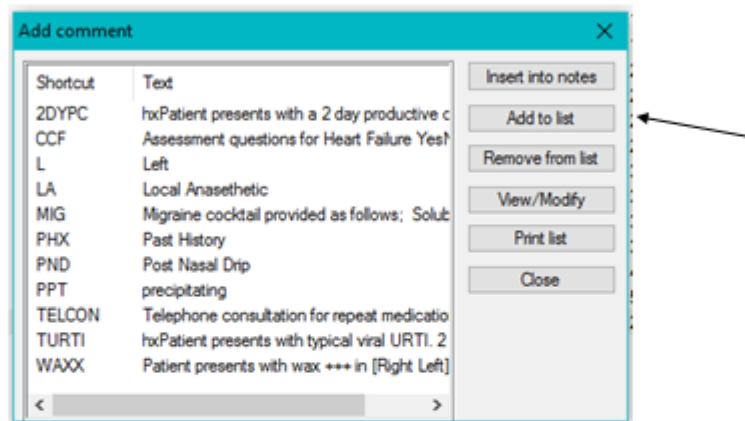 Add comment
Shortcut Text
2DYPC hxPatient presents with a 2 day productive c
CCF Assessment questions for Heart Failure Yes
L Left
LA Local Anasethetic
MIG Migraine cocktail provided as follows; Solub
PHX Past History
PND Post Nasal Drip
PPT precipitating
TELCON Telephone consultation for repeat medicatio
TURTI hxPatient presents with typical viral URTI. 2
WAXX Patient presents with wax +++ in [Right Left]
Insert into notes
Add to list
Remove from list
View/Modify
Print list
Close